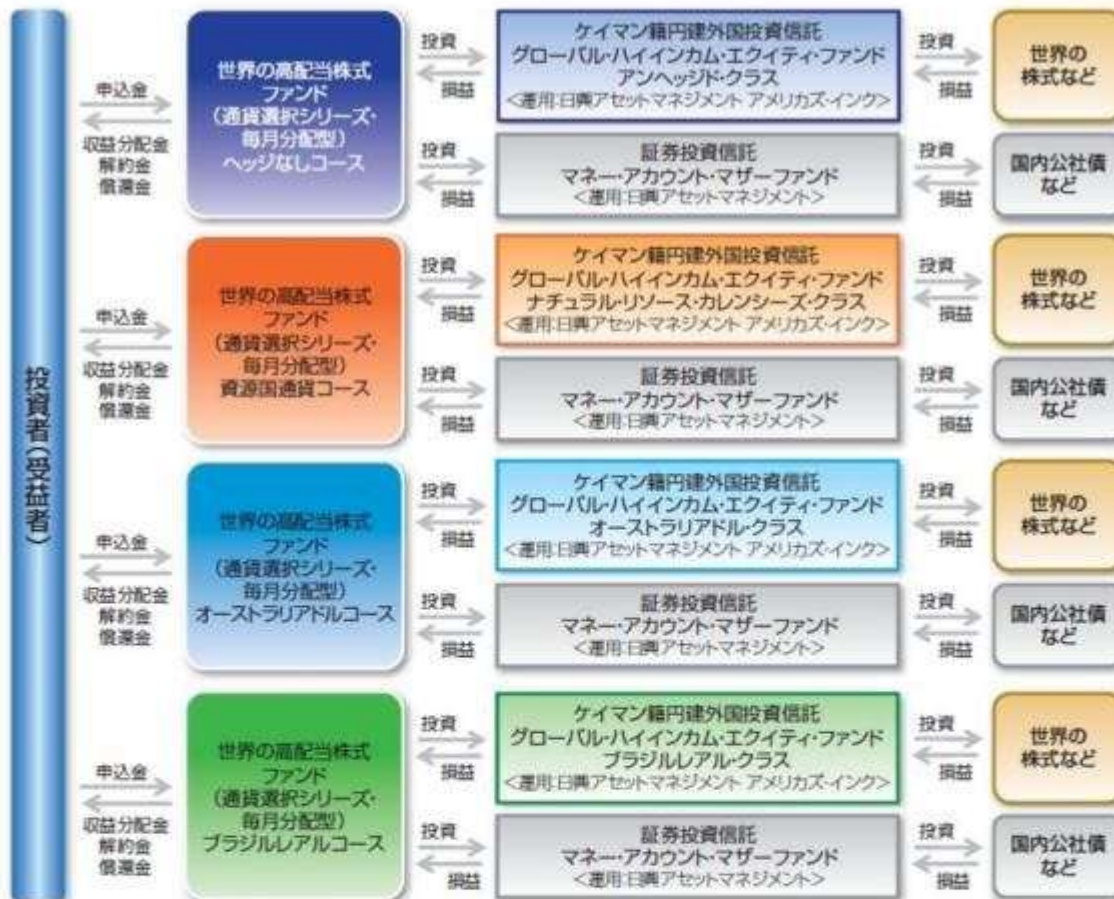 投資者(受益者)
申込金
収益分配金
解約金
償還金
世界の高配当株式
ファンド
(通貨選択シリーズ・
毎月分配型)
ヘッジなしコース
投資
損益
ケイマン籍円建外国投資信託
グローバル・ハイインカム・エクイティ・ファンド
アンヘッジド・クラス
<運用:日興アセットマネジメント アメリカズ・インク>
投資
損益
世界の
株式など
投資
損益
証券投資信託
マネー・アカウント・マザーファンド
<運用:日興アセットマネジメント>
投資
損益
国内公社債
など
申込金
収益分配金
解約金
償還金
世界の高配当株式
ファンド
(通貨選択シリーズ・
毎月分配型)
資源国通貨コース
投資
損益
ケイマン籍円建外国投資信託
グローバル・ハイインカム・エクイティ・ファンド
ナチュラル・リソース・カレンシーズ・クラス
<運用:日興アセットマネジメント アメリカズ・インク>
投資
損益
世界の
株式など
投資
損益
証券投資信託
マネー・アカウント・マザーファンド
<運用:日興アセットマネジメント>
投資
損益
国内公社債
など
申込金
収益分配金
解約金
償還金
世界の高配当株式
ファンド
(通貨選択シリーズ・
毎月分配型)
オーストラリアドルコース
投資
損益
ケイマン籍円建外国投資信託
グローバル・ハイインカム・エクイティ・ファンド
オーストラリアドル・クラス
<運用:日興アセットマネジメント アメリカズ・インク>
投資
損益
世界の
株式など
投資
損益
証券投資信託
マネー・アカウント・マザーファンド
<運用:日興アセットマネジメント>
投資
損益
国内公社債
など
申込金
収益分配金
解約金
償還金
世界の高配当株式
ファンド
(通貨選択シリーズ・
毎月分配型)
ブラジルレアルコース
投資
損益
ケイマン籍円建外国投資信託
グローバル・ハイインカム・エクイティ・ファンド
ブラジルレアル・クラス
<運用:日興アセットマネジメント アメリカズ・インク>
投資
損益
世界の
株式など
投資
損益
証券投資信託
マネー・アカウント・マザーファンド
<運用:日興アセットマネジメント>
投資
損益
国内公社債
など